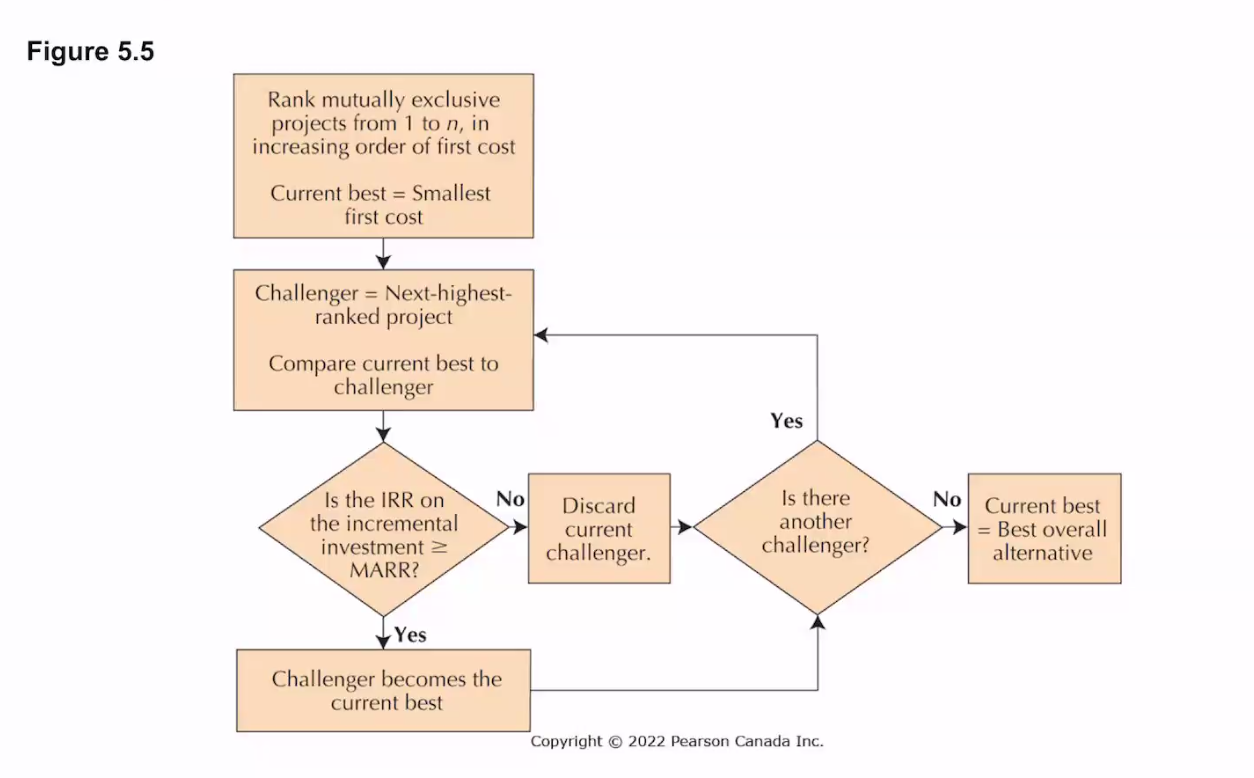 Figure 5.5
Rank mutually exclusive
projects from 1 to n, in
increasing order of first cost
Current best = Smallest
first cost
Challenger = Next-highest-
ranked project
Compare current best to
challenger
Is the IRR on
the incremental
investment ≥
MARR?
No
Discard
current
challenger.
Yes
Is there
another
challenger?
No
Current best
= Best overall
alternative
Yes
Challenger becomes the
current best
Copyright © 2022 Pearson Canada Inc.